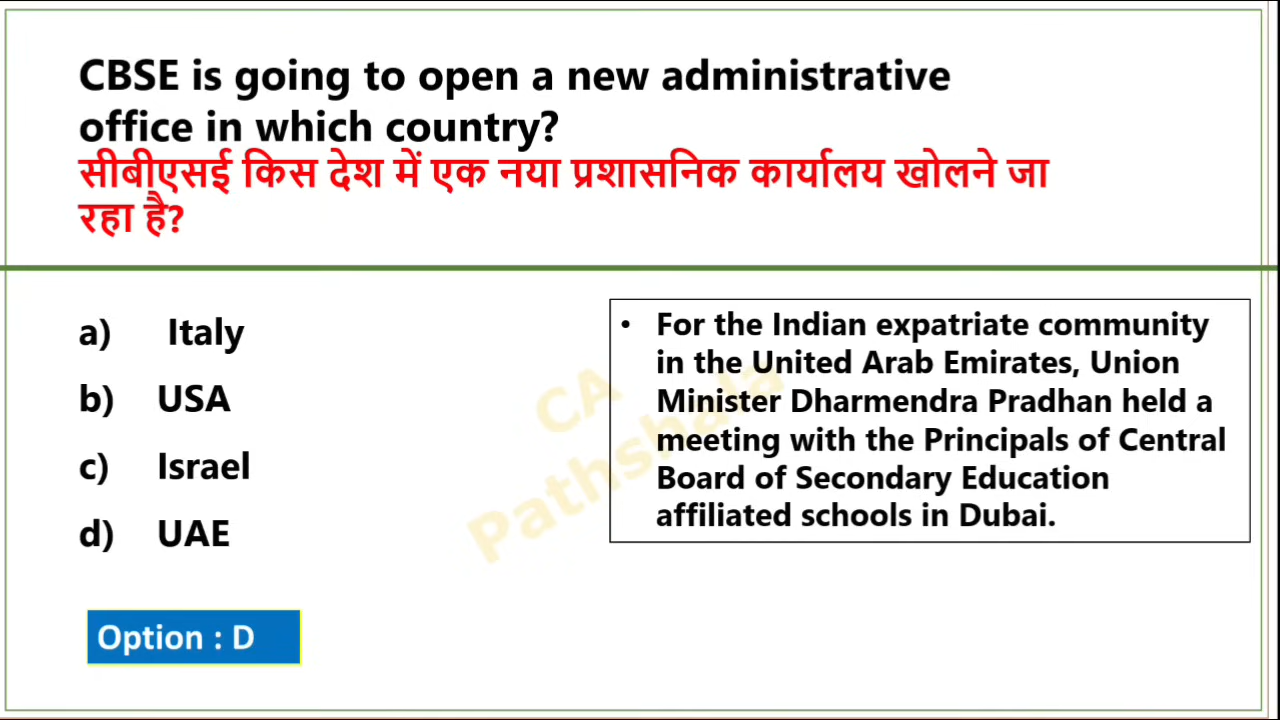 CBSE is going to open a new administrative
office in which country?
सीबीएसई किस देश में एक नया प्रशासनिक कार्यालय खोलने जा
रहा है?
a) Italy
b) USA
c) Israel
d) UAE
• For the Indian expatriate community
in the United Arab Emirates, Union
Minister Dharmendra Pradhan held a
meeting with the Principals of Central
Board of Secondary Education
affiliated schools in Dubai.
CA
Pathshala
Option : D